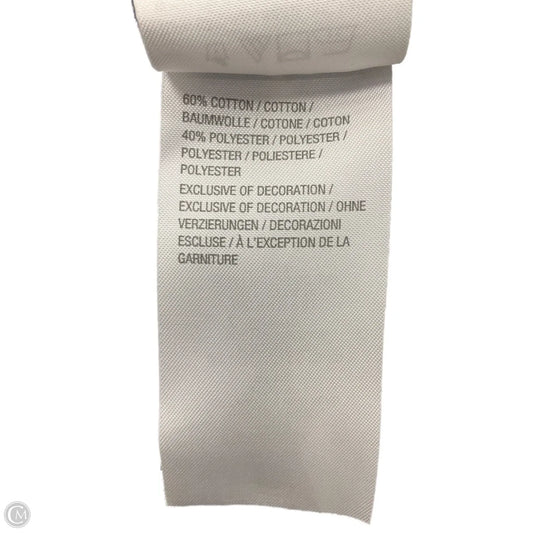 60% COTTON / COTTON /
BAUMWOLLE / COTONE / COTON
40% POLYESTER / POLYESTER /
POLYESTER / POLIESTERE /
POLYESTER
EXCLUSIVE OF DECORATION /
EXCLUSIVE OF DECORATION / OHNE
VERZIERUNGEN / DECORAZIONI
ESCLUSE / À L'EXCEPTION DE LA
GARNITURE
CM